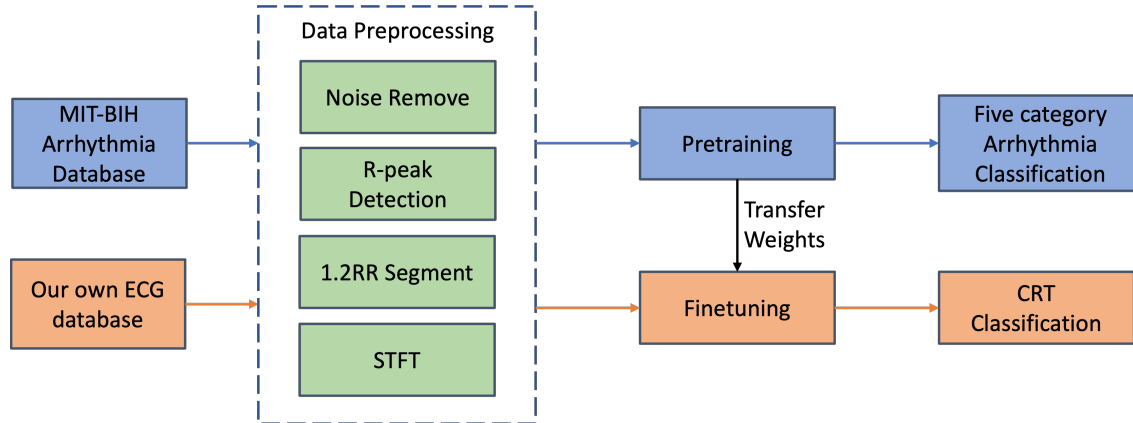 Data Preprocessing
Noise Remove
R-peak
Detection
1.2RR Segment
STFT
MIT-BIH
Arrhythmia
Database
Our own ECG
database
Pretraining
Transfer
Weights
Finetuning
Five category
Arrhythmia
Classification
CRT
Classification